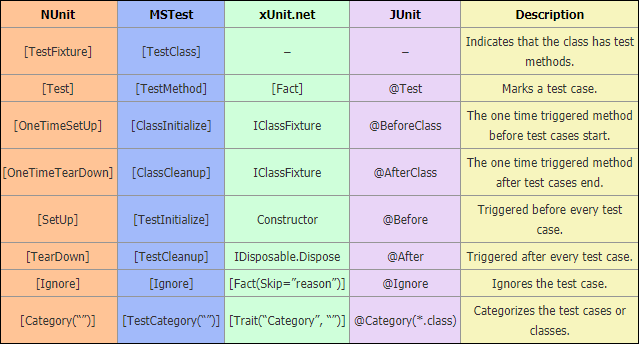 NUnit MSTest xUnit.net JUnit Description
[TestFixture] [TestClass] – – Indicates that the class has test
methods.
[Test] [TestMethod] [Fact] @Test Marks a test case.
[OneTimeSetUp] [ClassInitialize] IClassFixture @BeforeClass The one time triggered method
before test cases start.
[OneTimeTearDown] [ClassCleanup] IClassFixture @AfterClass The one time triggered method
after test cases end.
[SetUp] [TestInitialize] Constructor @Before Triggered before every test
case.
[TearDown] [TestCleanup] IDisposable.Dispose @After Triggered after every test case.
[Ignore] [Ignore] [Fact(Skip=”reason”)] @Ignore Ignores the test case.
[Category(“”)] [TestCategory(“”)] [Trait(“Category”, “”)] @Category(*.class) Categorizes the test cases or
classes.